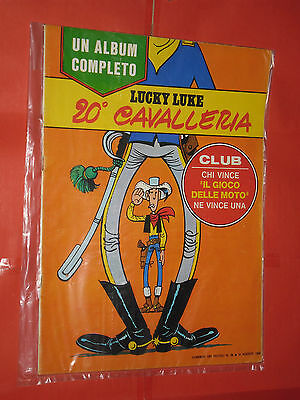 UN ALBUM
COMPLETO
LUCKY LUKE
20° CAVALLERIA
CLUB
CHI VINCE
"IL GIOCO
DELLE MOTO"
NE VINCE UNA